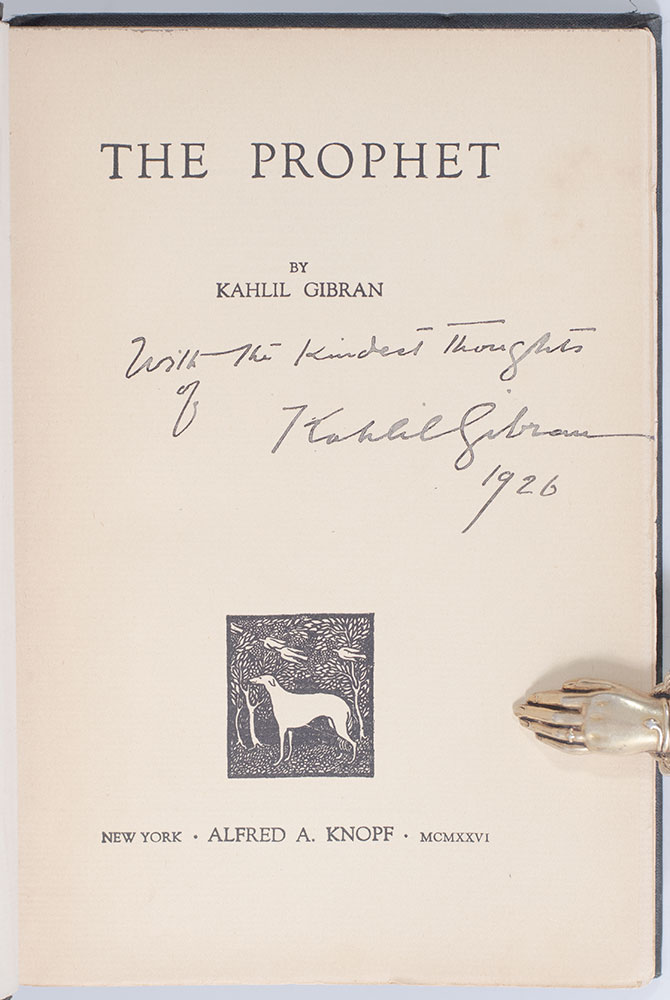 THE PROPHET
BY
KAHLIL GIBRAN
With the Kindest Thoughts
of
Kahlil Gibran
1926
NEW YORK · ALFRED A. KNOPF · MCMXXVI